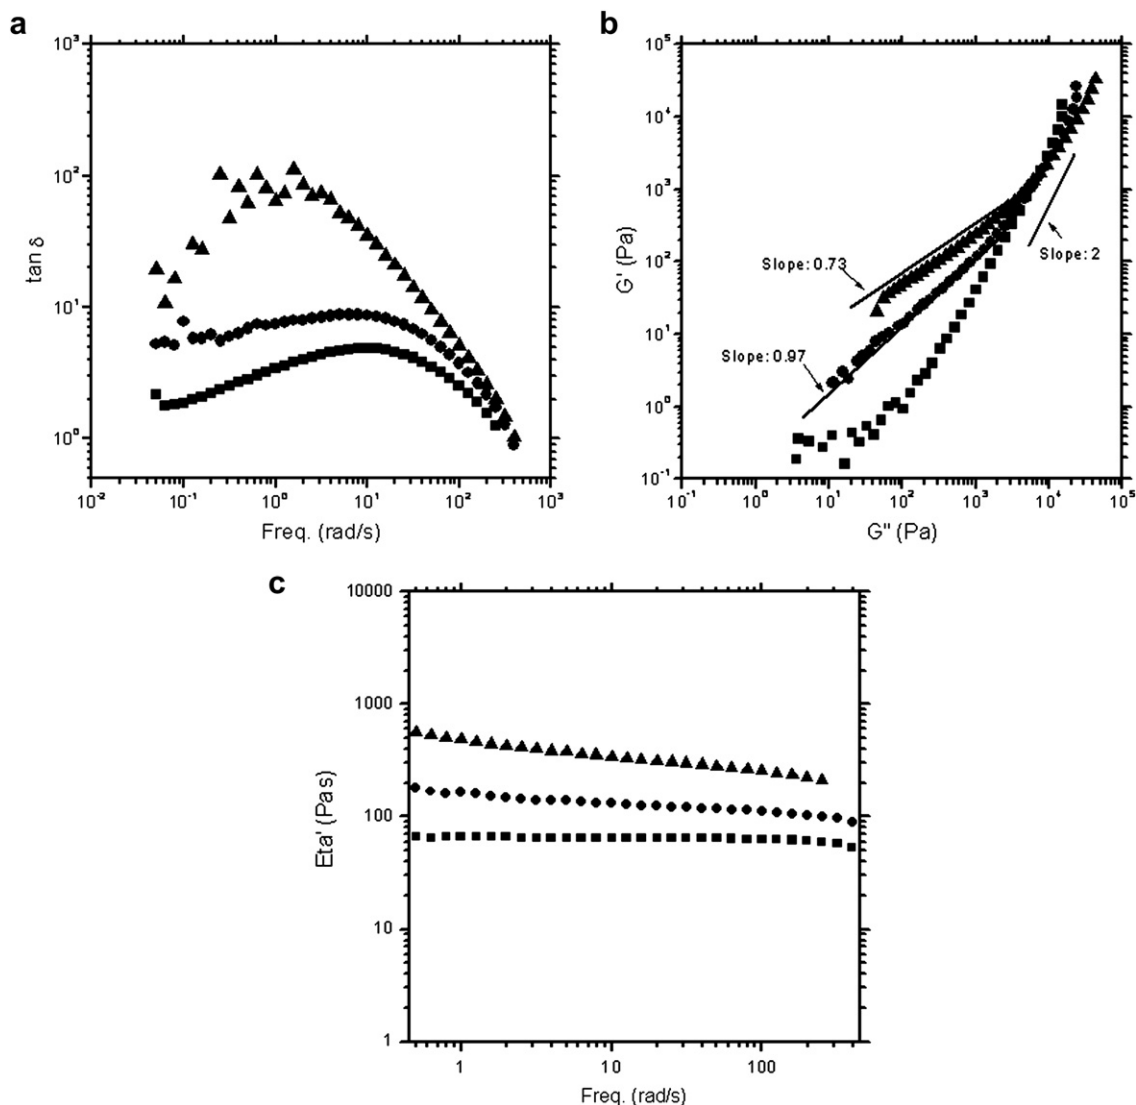 a
b
10³
10²
10¹
10⁰
tan δ
10⁻²
10⁻¹
10⁰
10¹
10²
10³
Freq. (rad/s)
10⁵
10⁴
10³
10²
10¹
10⁰
10⁻¹
G' (Pa)
Slope: 0.73
Slope: 2
Slope: 0.97
10⁻¹
10⁰
10¹
10²
10³
10⁴
10⁵
G'' (Pa)
c
10000
1000
100
10
1
Eta' (Pa s)
1
10
100
Freq. (rad/s)